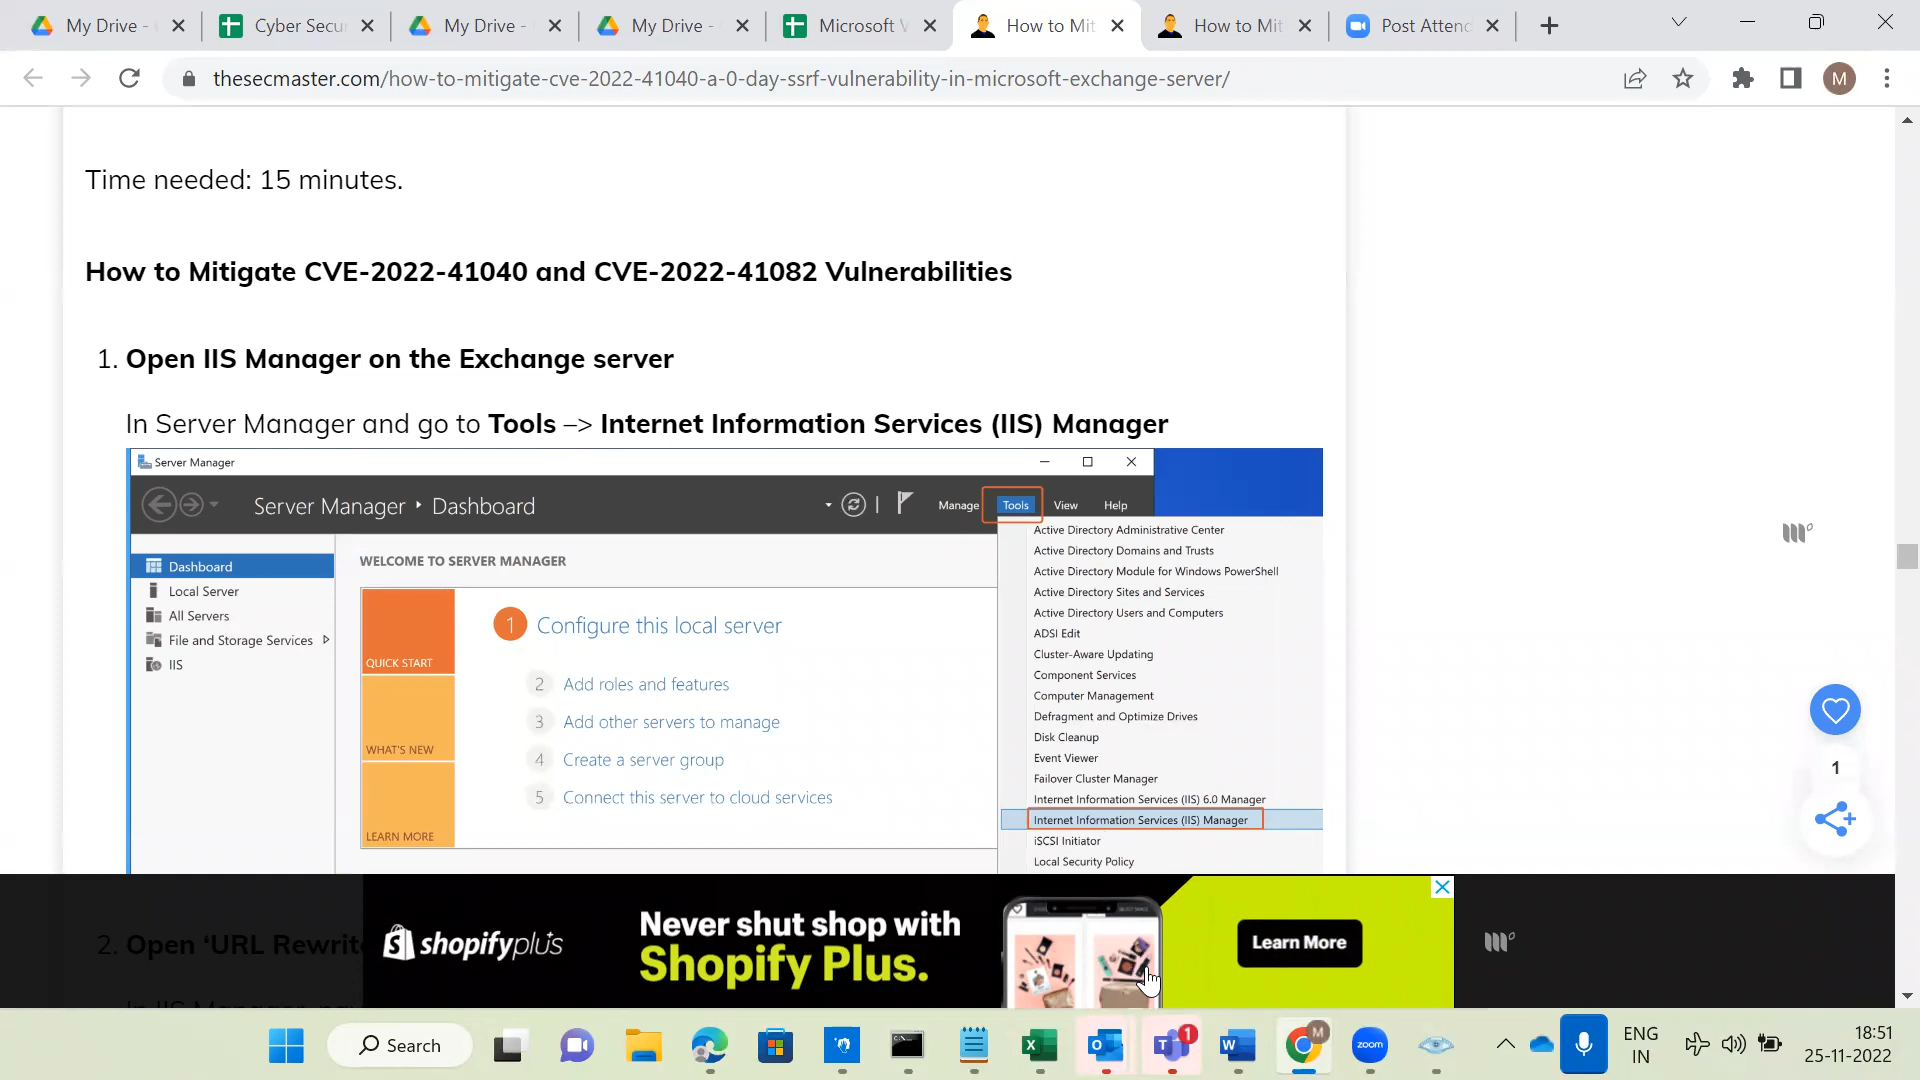 My Drive -
Cyber Secur
My Drive -
My Drive -
Microsoft V
How to Mit
How to Mit
Post Attend
thesecmaster.com/how-to-mitigate-cve-2022-41040-a-0-day-ssrf-vulnerability-in-microsoft-exchange-server/
M
Time needed: 15 minutes.
How to Mitigate CVE-2022-41040 and CVE-2022-41082 Vulnerabilities
1. Open IIS Manager on the Exchange server
In Server Manager and go to Tools –> Internet Information Services (IIS) Manager
Server Manager
Server Manager ‣ Dashboard
Manage Tools View Help
Dashboard
Local Server
All Servers
File and Storage Services
IIS
WELCOME TO SERVER MANAGER
QUICK START
WHAT'S NEW
LEARN MORE
1 Configure this local server
2 Add roles and features
3 Add other servers to manage
4 Create a server group
5 Connect this server to cloud services
Active Directory Administrative Center
Active Directory Domains and Trusts
Active Directory Module for Windows PowerShell
Active Directory Sites and Services
Active Directory Users and Computers
ADSI Edit
Cluster-Aware Updating
Component Services
Computer Management
Defragment and Optimize Drives
Disk Cleanup
Event Viewer
Failover Cluster Manager
Internet Information Services (IIS) 6.0 Manager
Internet Information Services (IIS) Manager
iSCSI Initiator
Local Security Policy
1
2. Open ‘URL Rewrite
shopifyplus
Never shut shop with
Shopify Plus.
Learn More
Search
1
M
zoom
ENG
IN
18:51
25-11-2022